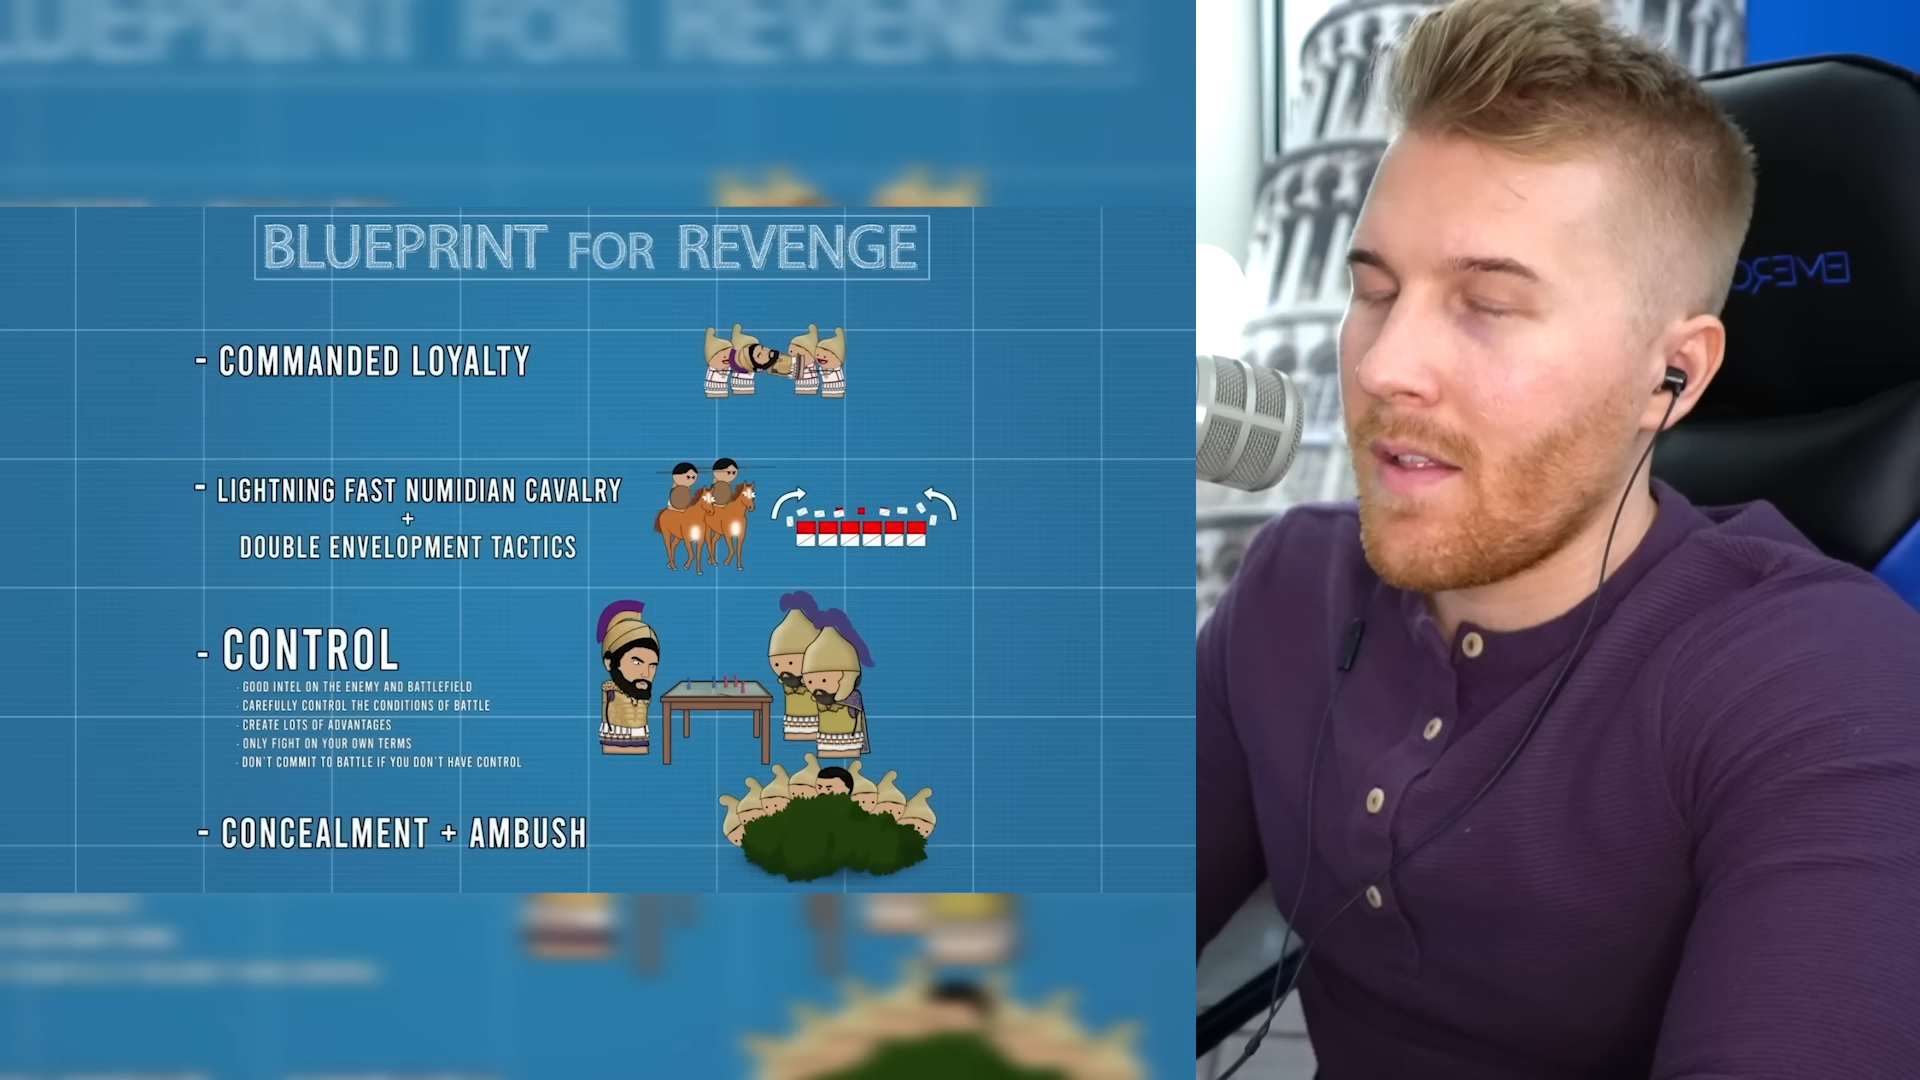 BLUEPRINT FOR REVENGE
- COMMANDED LOYALTY
- LIGHTNING FAST NUMIDIAN CAVALRY
+
DOUBLE ENVELOPMENT TACTICS
- CONTROL
· GOOD INTEL ON THE ENEMY AND BATTLEFIELD
· CAREFULLY CONTROL THE CONDITIONS OF BATTLE
· CREATE LOTS OF ADVANTAGES
· ONLY FIGHT ON YOUR OWN TERMS
· DON'T COMMIT TO BATTLE IF YOU DON'T HAVE CONTROL
- CONCEALMENT + AMBUSH